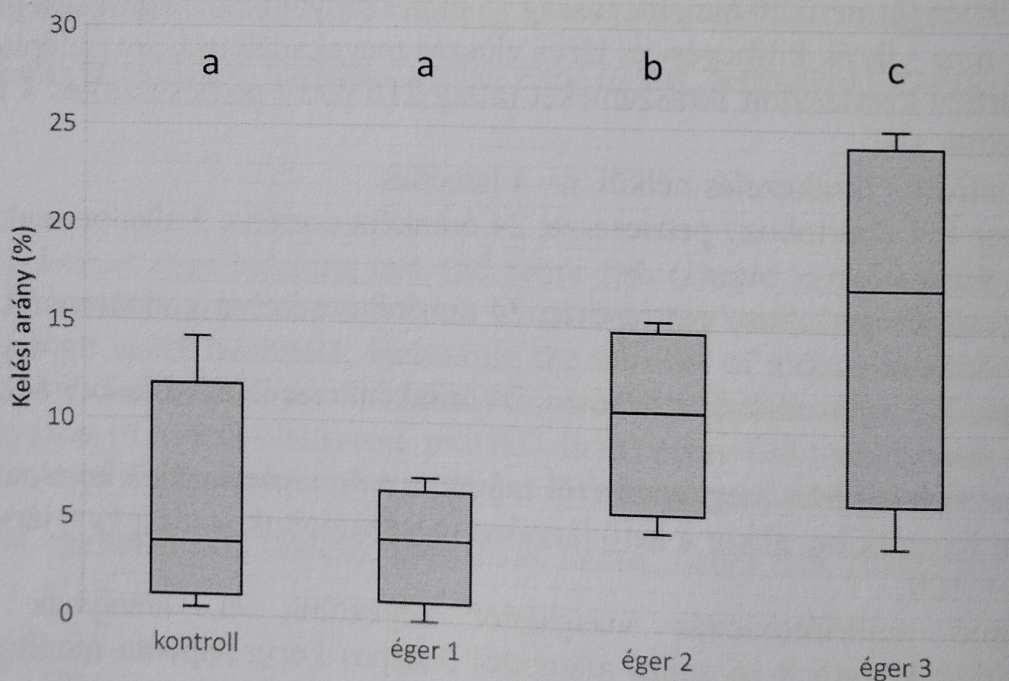 30
25
20
15
10
5
0
Kelési arány (%)
a
a
b
c
kontroll
éger 1
éger 2
éger 3